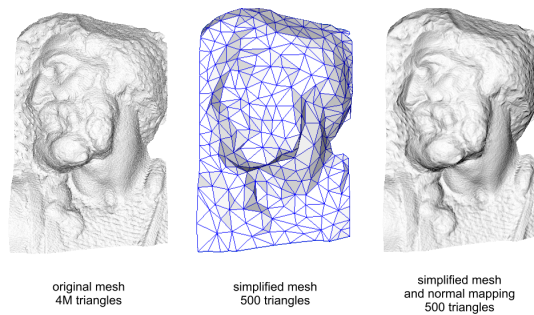 original mesh
4M triangles
simplified mesh
500 triangles
simplified mesh
and normal mapping
500 triangles